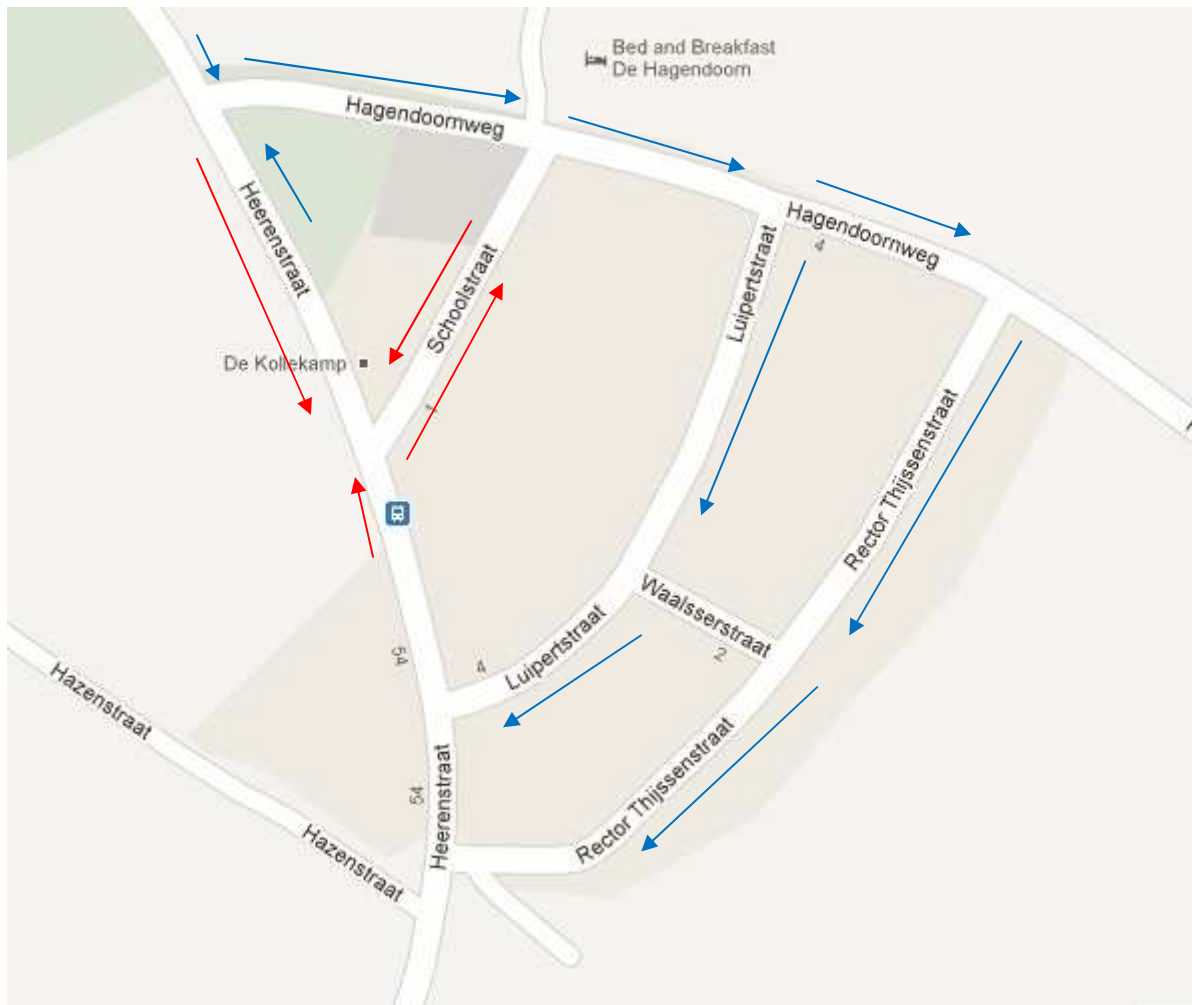 Bed and Breakfast
De Hagendoorn
Hagendoornweg
Hagendoornweg
4
Heerenstraat
Schoolstraat
Luipertstraat
De Kollekamp
1
Rector Thijssenstraat
Waalsserstraat
2
54
4
Luipertstraat
Hazenstraat
54
Heerenstraat
Rector Thijssenstraat
Hazenstraat